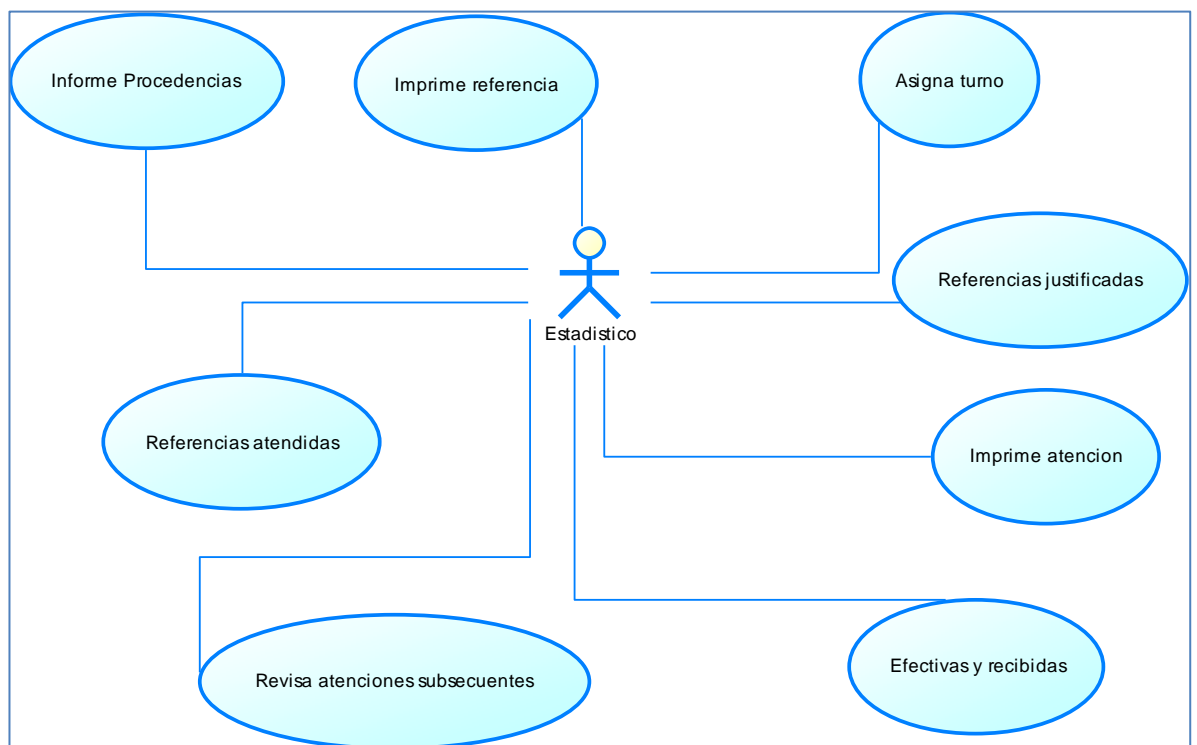 Informe Procedencias
Imprime referencia
Asigna turno
Referencias justificadas
Estadistico
Referencias atendidas
Imprime atencion
Revisa atenciones subsecuentes
Efectivas y recibidas